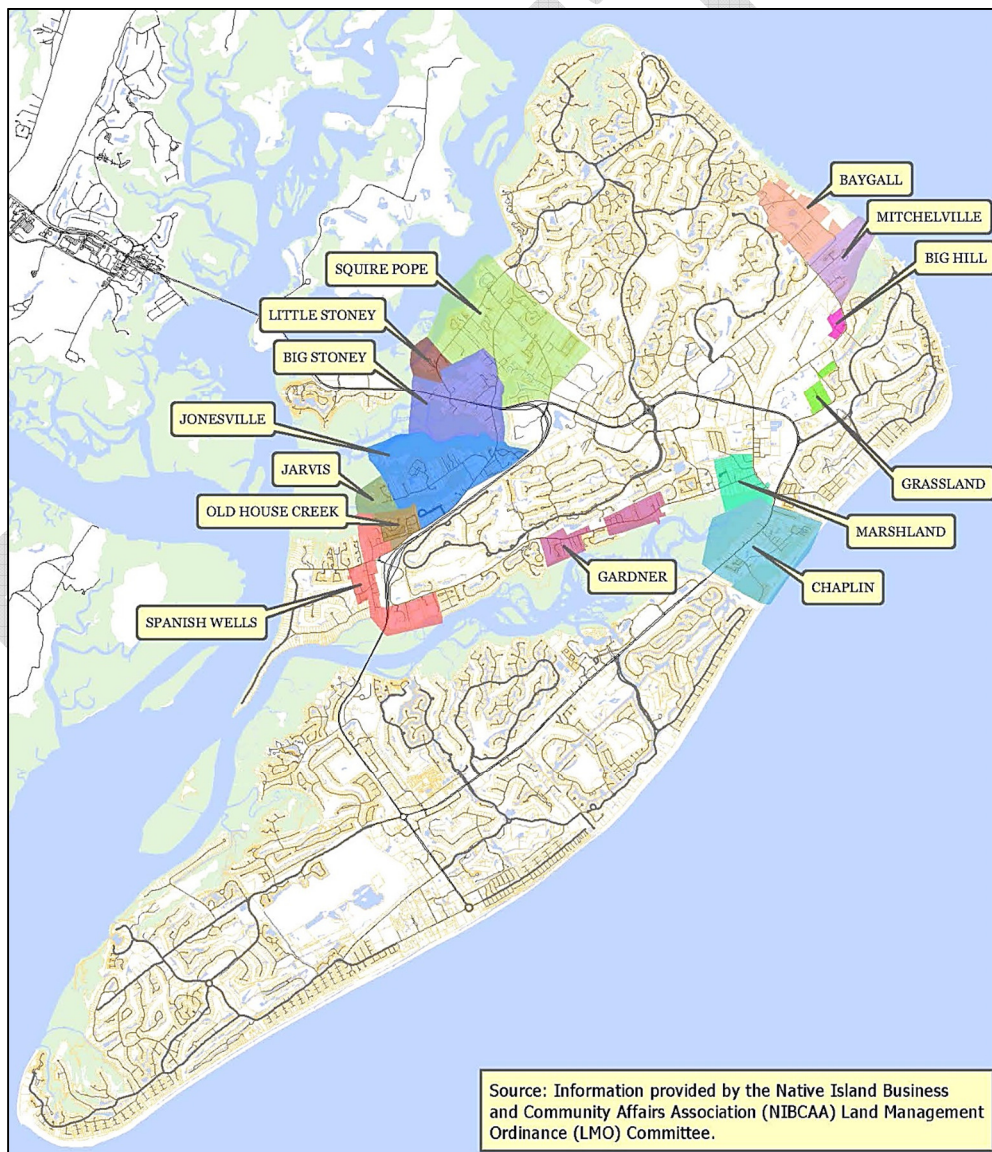 BAYGALL
MITCHELVILLE
BIG HILL
SQUIRE POPE
LITTLE STONEY
BIG STONEY
JONESVILLE
JARVIS
OLD HOUSE CREEK
GRASSLAND
MARSHLAND
GARDNER
CHAPLIN
SPANISH WELLS
Source: Information provided by the Native Island Business
and Community Affairs Association (NIBCAA) Land Management
Ordinance (LMO) Committee.